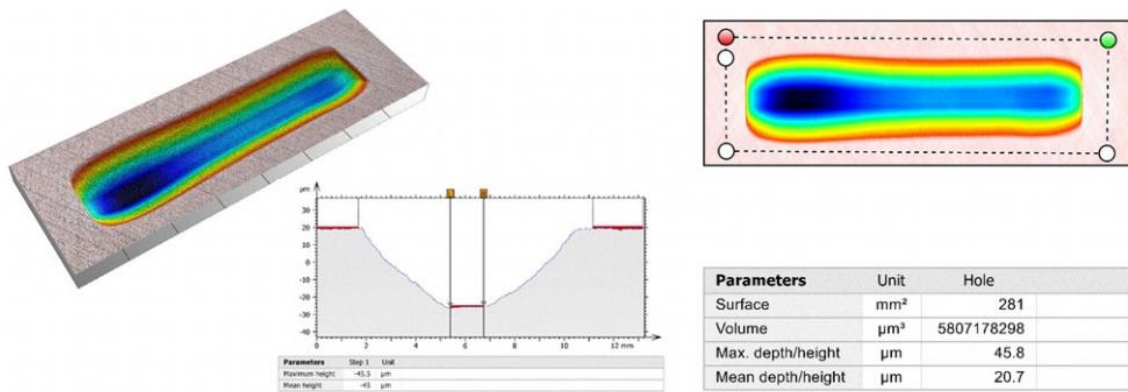 µm
30
20
10
0
-10
-20
-30
-40
0 2 4 6 8 10 12 mm
Parameters Step 1 Unit
Maximum height -45.5 µm
Mean height -45 µm
Parameters Unit Hole
Surface mm² 281
Volume µm³ 5807178298
Max. depth/height µm 45.8
Mean depth/height µm 20.7